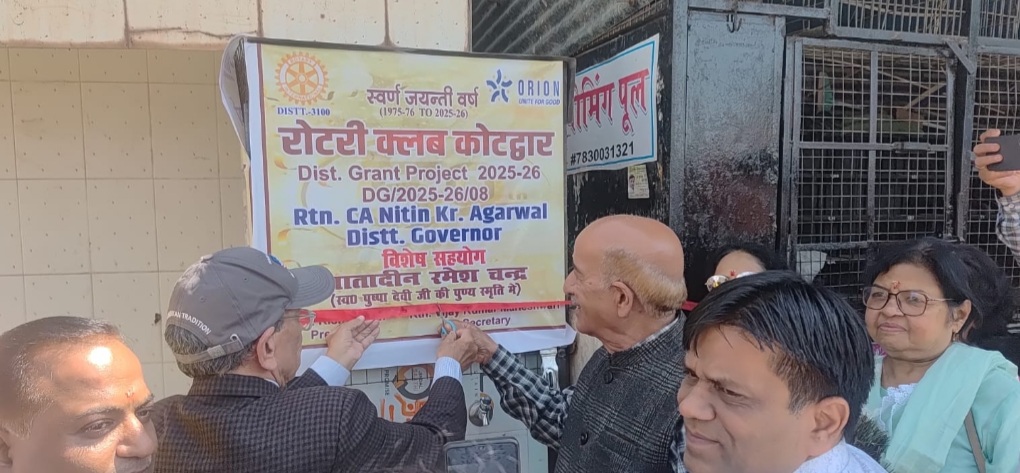 DISTT.-3100
ORION
UNITE FOR GOOD
स्वर्ण जयन्ती वर्ष
(1975-76 TO 2025-26)
रोटरी क्लब कोटद्वार
Dist. Grant Project 2025-26
DG/2025-26/08
Rtn. CA Nitin Kr. Agarwal
Distt. Governor
विशेष सहयोग
मातादीन रमेश चन्द्र
(स्व० पुष्पा देवी जी की पुण्य स्मृति में)
Secretary
पूल
#7830031321
TRADITION